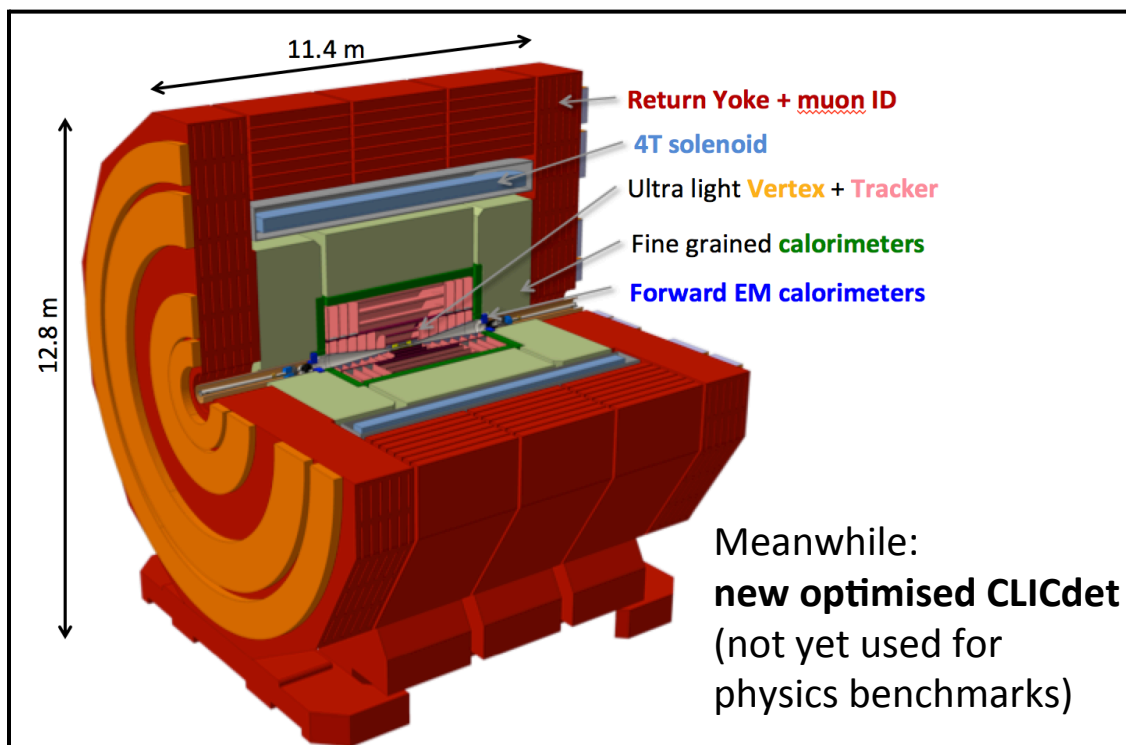 11.4 m
Return Yoke + muon ID
4T solenoid
Ultra light Vertex + Tracker
Fine grained calorimeters
Forward EM calorimeters
12.8 m
Meanwhile:
new optimised CLICdet
(not yet used for
physics benchmarks)